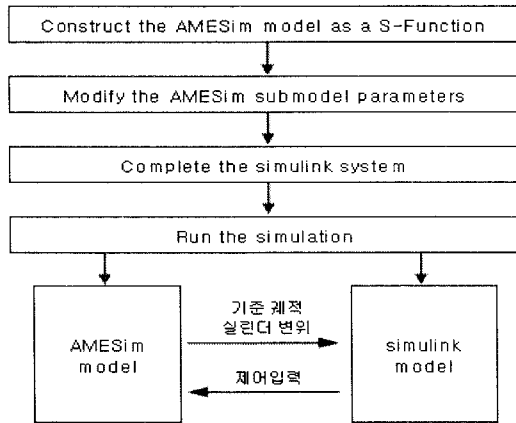 Construct the AMESim model as a S-Function
Modify the AMESim submodel parameters
Complete the simulink system
Run the simulation
AMESim
model
기준 궤적
실린더 변위
제어입력
simulink
model